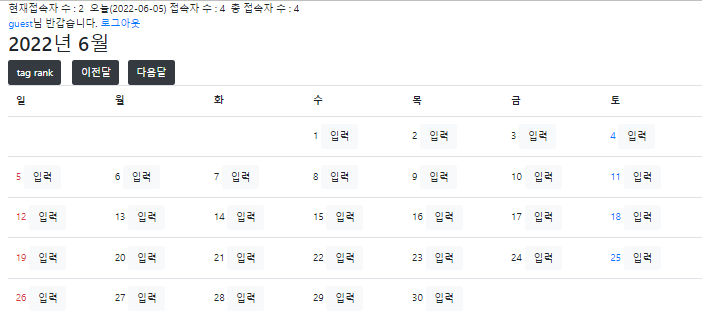 현재접속자 수 : 2 오늘(2022-06-05) 접속자 수 : 4 총 접속자 수 : 4
guest님 반갑습니다. 로그아웃
2022년 6월
tag rank 이전달 다음달
일 월 화 수 목 금 토
1 입력 2 입력 3 입력 4 입력
5 입력 6 입력 7 입력 8 입력 9 입력 10 입력 11 입력
12 입력 13 입력 14 입력 15 입력 16 입력 17 입력 18 입력
19 입력 20 입력 21 입력 22 입력 23 입력 24 입력 25 입력
26 입력 27 입력 28 입력 29 입력 30 입력